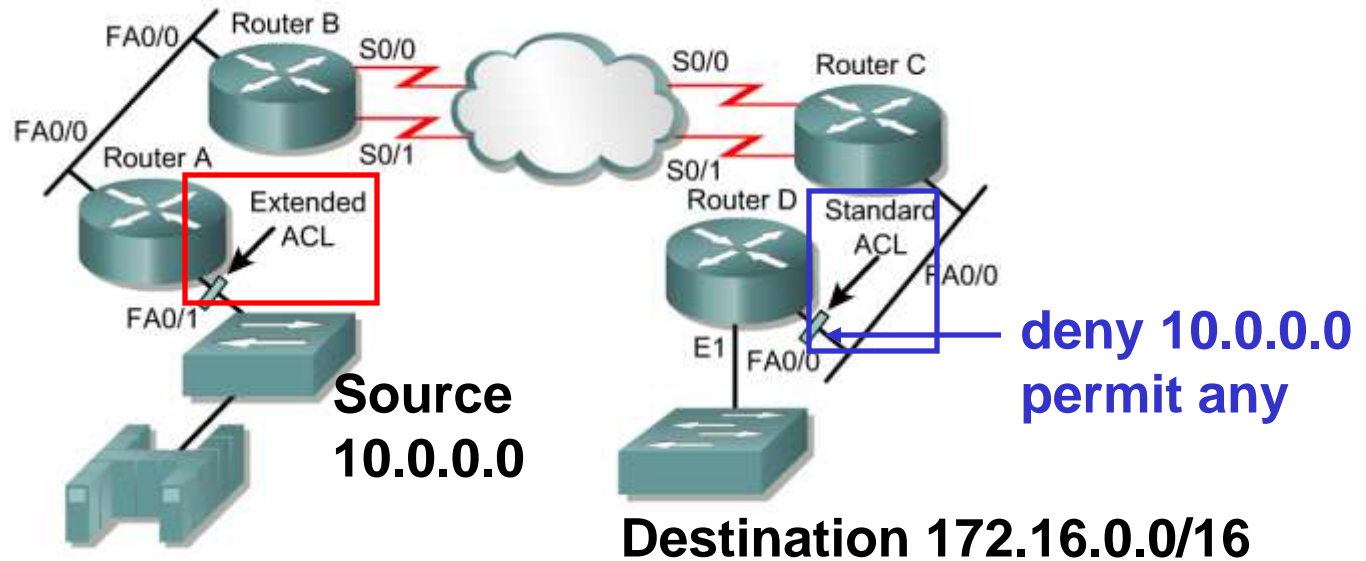 FA0/0
Router B
S0/0
S0/0
Router C
FA0/0
Router A
S0/1
S0/1
Extended
ACL
Router D
Standard
ACL
FA0/0
FA0/1
E1
FA0/0
deny 10.0.0.0
permit any
Source
10.0.0.0
Destination 172.16.0.0/16